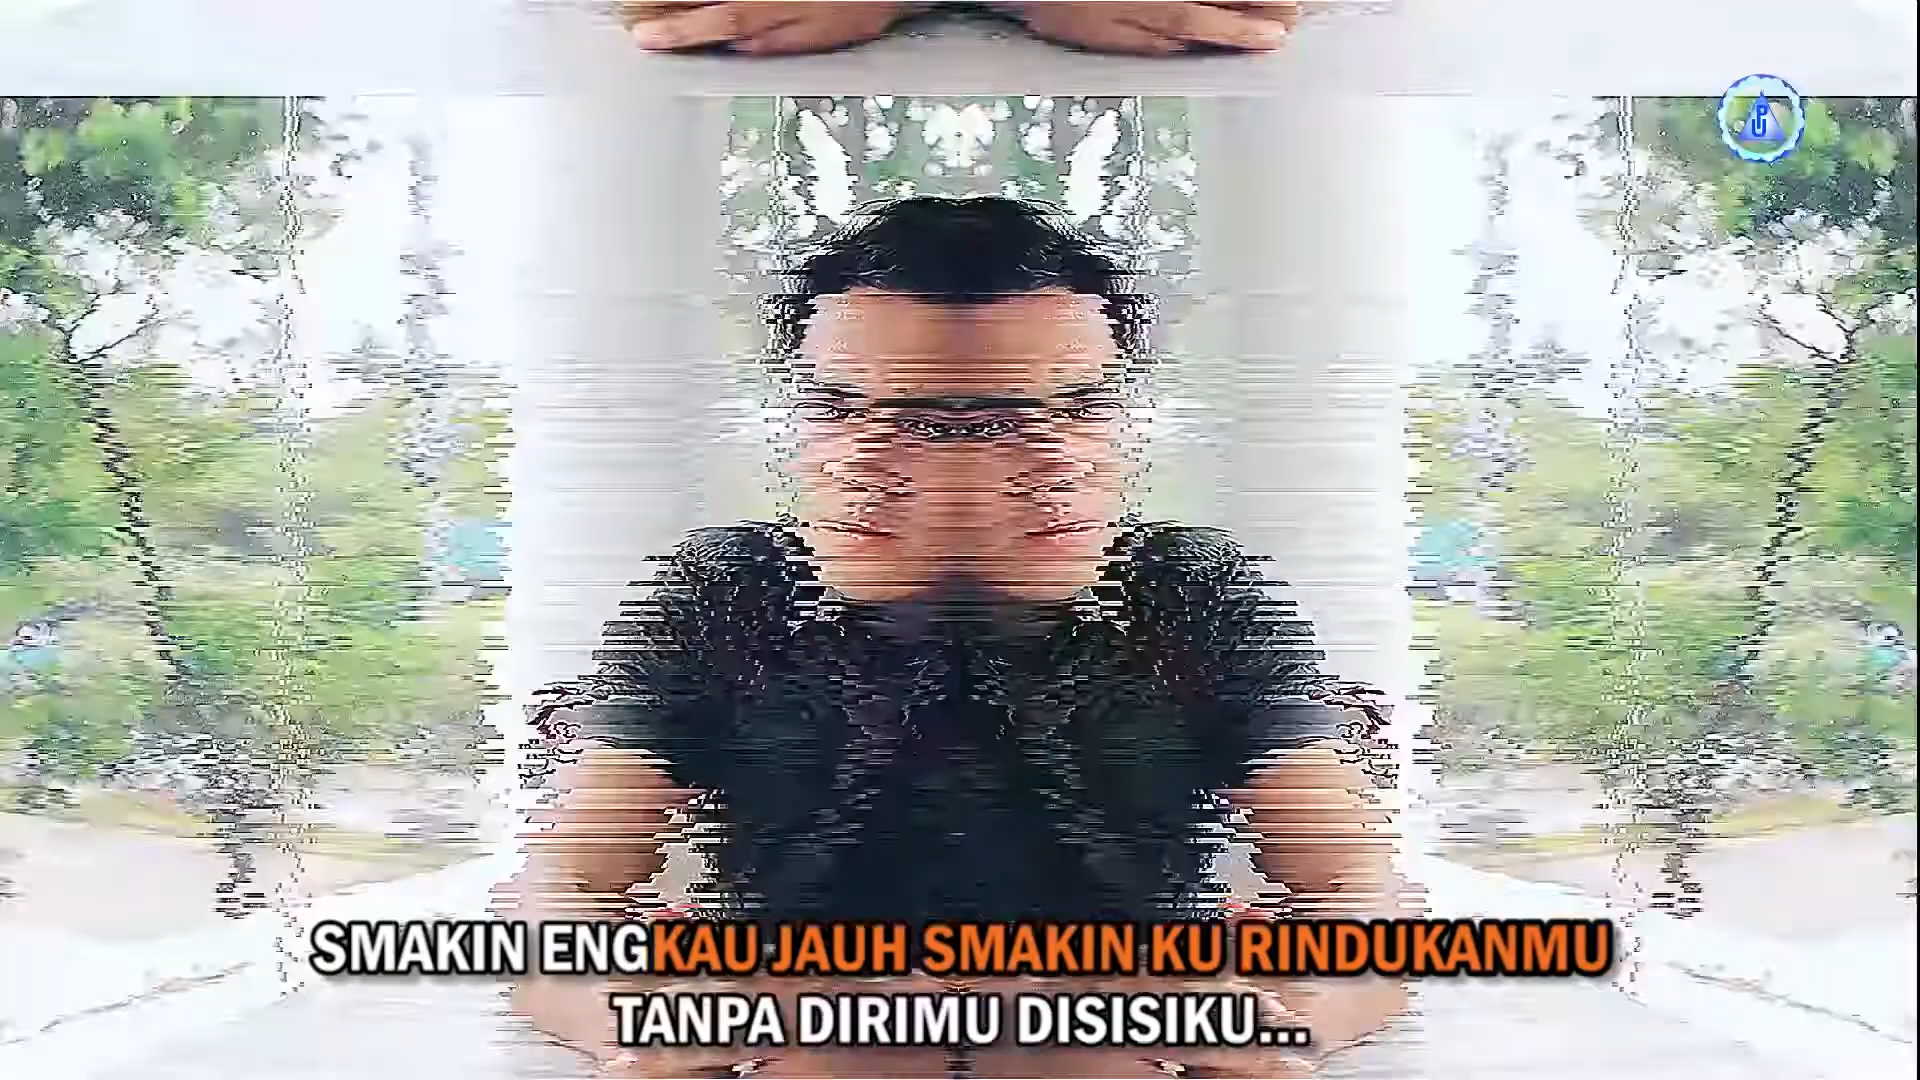 SMAKIN ENGKAU JAUH SMAKIN KU RINDUKANMU
TANPA DIRIMU DISISIKU...